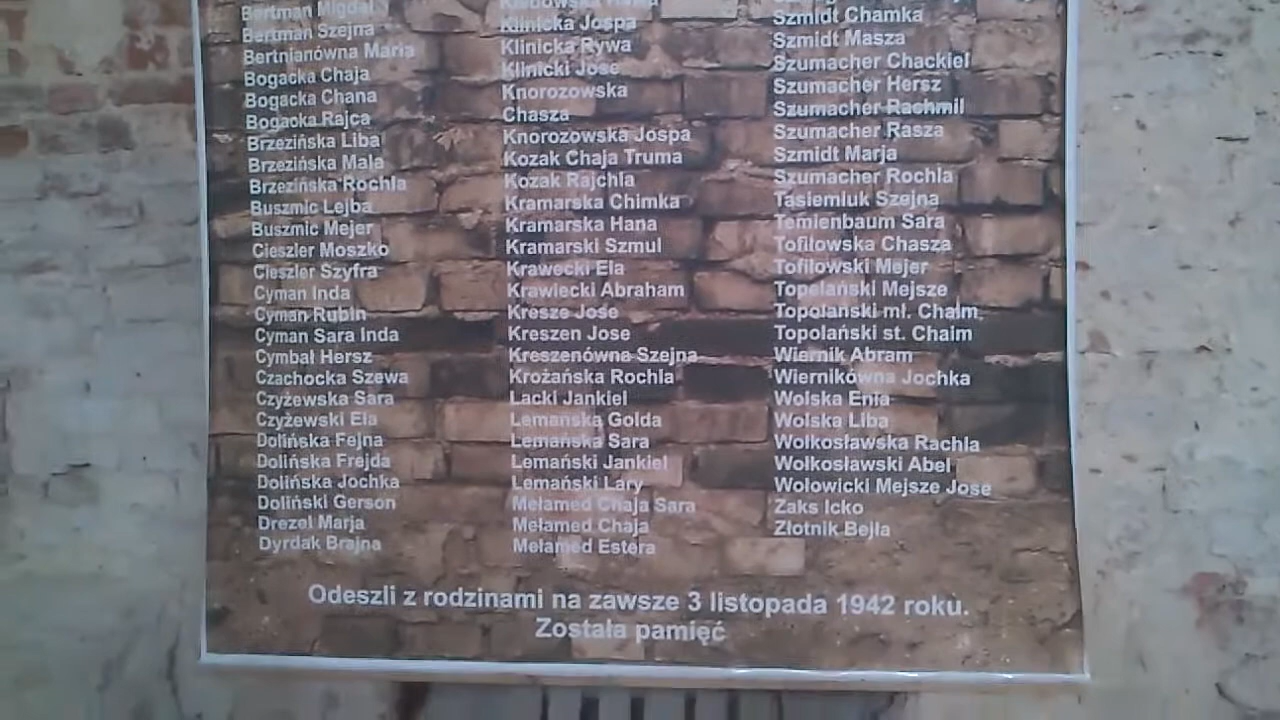 Bertman Migdal
Bertman Szejna
Bertnianówna Maria
Bogacka Chaja
Bogacka Chana
Bogacka Rajca
Brzezińska Liba
Brzezińska Mala
Brzezińska Rochla
Buszmic Lejba
Buszmic Mejer
Cieszler Moszko
Cieszler Szyfra
Cyman Inda
Cyman Rubin
Cyman Sara Inda
Cymbał Hersz
Czachocka Szewa
Czyżewska Sara
Czyżewski Ela
Dolińska Fejna
Dolińska Frejda
Dolińska Jochka
Doliński Gerson
Drezel Marja
Dyrdak Brajna
Klinicka Jospa
Klinicka Rywa
Klinicki Jose
Knorozowska
Chasza
Knorozowska Jospa
Kozak Chaja Truma
Kozak Rajchla
Kramarska Chimka
Kramarska Hana
Kramarski Szmul
Krawecki Ela
Krawiecki Abraham
Kresze Jose
Kreszen Jose
Kreszenówna Szejna
Krożańska Rochla
Lacki Jankiel
Lemańska Golda
Lemańska Sara
Lemański Jankiel
Lemański Lary
Mełamed Chaja Sara
Mełamed Chaja
Mełamed Estera
Szmidt Chamka
Szmidt Masza
Szumacher Chackiel
Szumacher Hersz
Szumacher Rachmil
Szumacher Rasza
Szmidt Marja
Szumacher Rochla
Tasiemiuk Szejna
Temienbaum Sara
Tofiłowska Chasza
Tofilowski Mejer
Topelański Mejsze
Topolański mł. Chaim
Topolański st. Chaim
Wiernik Abram
Wiernikówna Jochka
Wolska Enia
Wolska Liba
Wołkosławska Rachla
Wołkosławski Abel
Wołowicki Mejsze Jose
Zaks Icko
Złotnik Bejla
Odeszli z rodzinami na zawsze 3 listopada 1942 roku.
Została pamięć